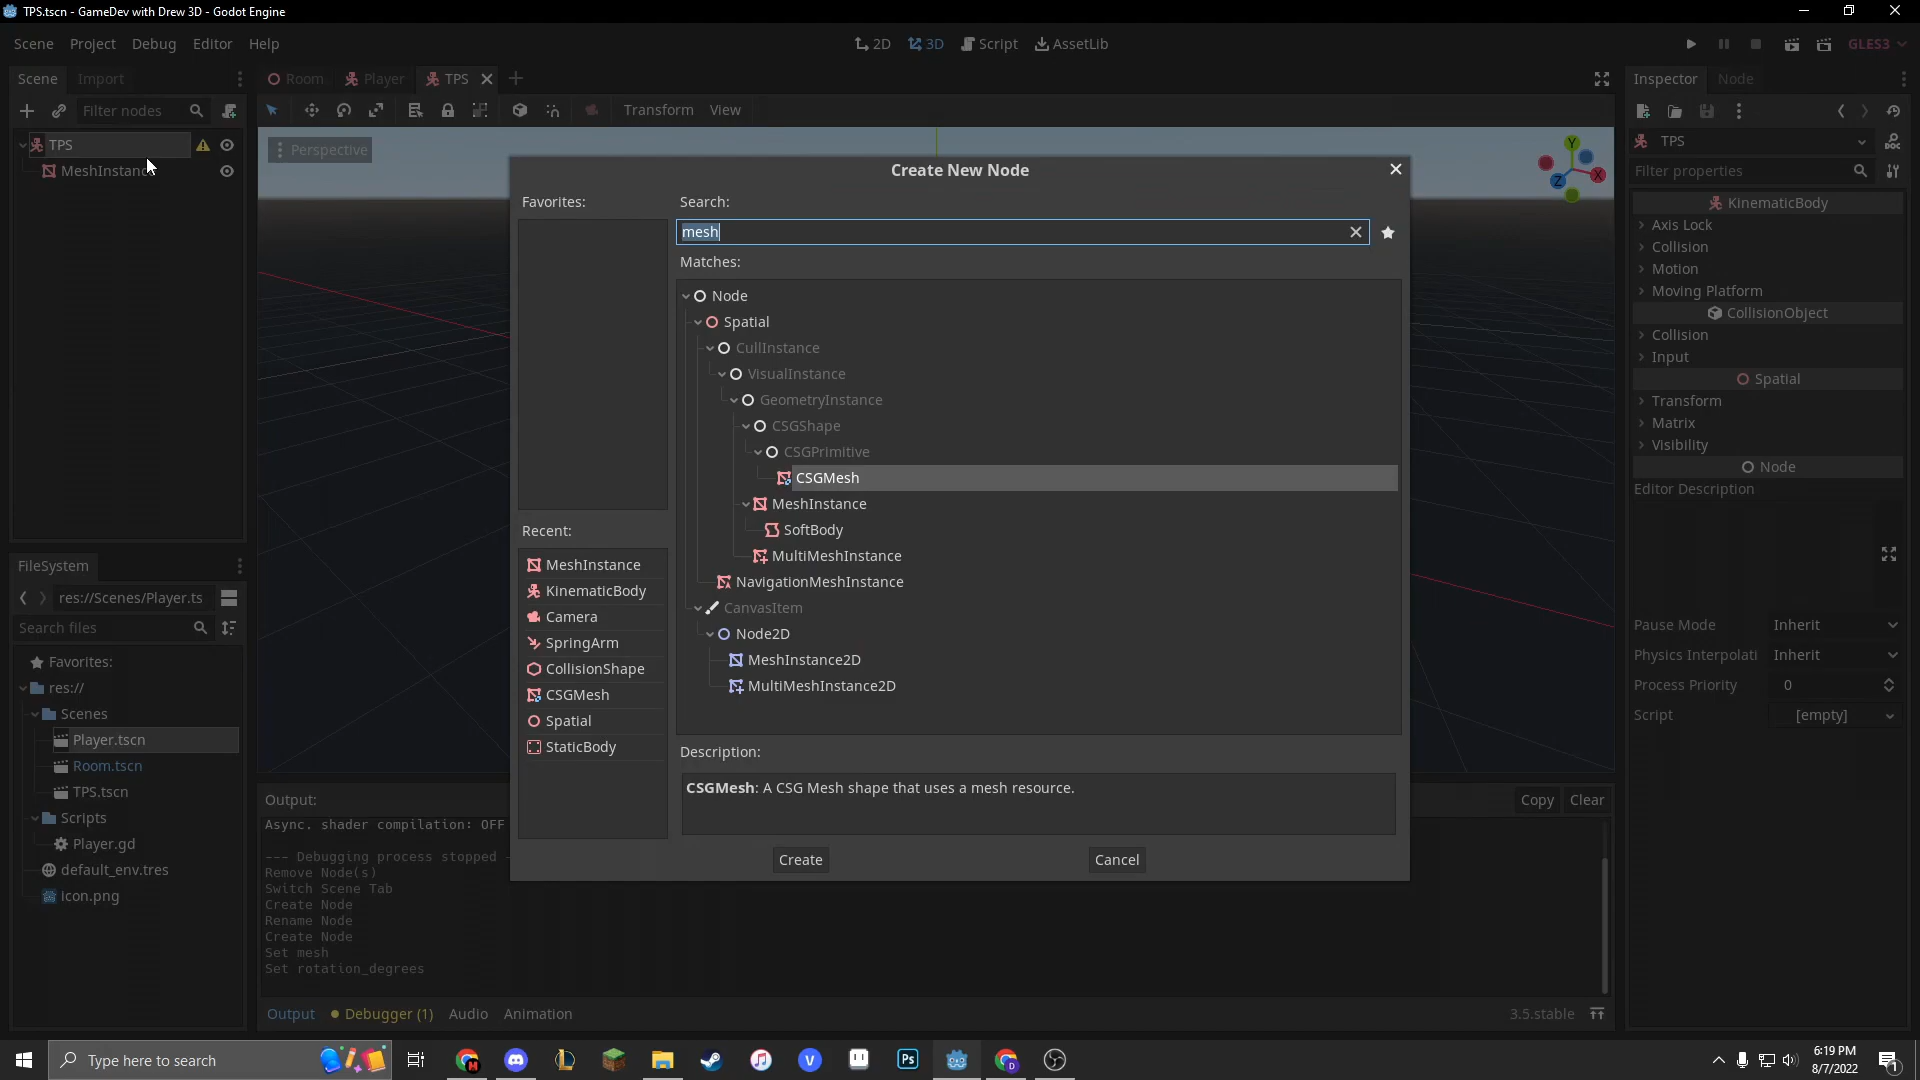 TPS.tscn - GameDev with Drew 3D - Godot Engine
Scene Project Debug Editor Help
2D 3D Script AssetLib
GLES3
Scene Import
Room Player TPS
Inspector Node
Filter nodes
Transform View
TPS
MeshInstanc
Perspective
Y
X
Z
TPS
Filter properties
KinematicBody
Axis Lock
Collision
Motion
Moving Platform
CollisionObject
Collision
Input
Spatial
Transform
Matrix
Visibility
Node
Editor Description
Pause Mode Inherit
Physics Interpolati Inherit
Process Priority 0
Script [empty]
Create New Node
Favorites:
Search:
mesh
Matches:
Node
Spatial
CullInstance
VisualInstance
GeometryInstance
CSGShape
CSGPrimitive
CSGMesh
MeshInstance
SoftBody
MultiMeshInstance
NavigationMeshInstance
CanvasItem
Node2D
MeshInstance2D
MultiMeshInstance2D
Recent:
MeshInstance
KinematicBody
Camera
SpringArm
CollisionShape
CSGMesh
Spatial
StaticBody
Description:
CSGMesh: A CSG Mesh shape that uses a mesh resource.
Create Cancel
FileSystem
res://Scenes/Player.ts
Search files
Favorites:
res://
Scenes
Player.tscn
Room.tscn
TPS.tscn
Scripts
Player.gd
default_env.tres
icon.png
Output:
Copy Clear
Async. shader compilation: OFF
--- Debugging process stopped -
Remove Node(s)
Switch Scene Tab
Create Node
Rename Node
Create Node
Set mesh
Set rotation_degrees
Output Debugger (1) Audio Animation
3.5.stable
Type here to search
6:19 PM
8/7/2022
1